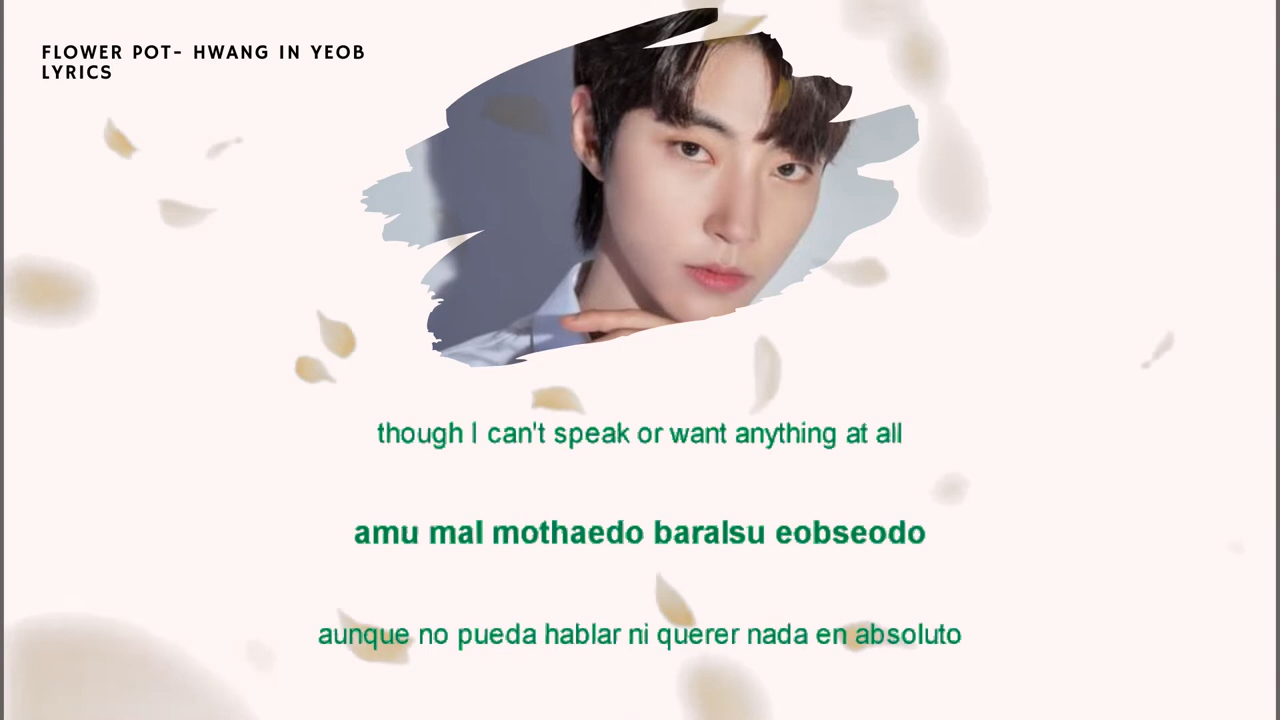 FLOWER POT- HWANG IN YEOB
LYRICS
though I can't speak or want anything at all
amu mal mothaedo baralsu eobseodo
aunque no pueda hablar ni querer nada en absoluto